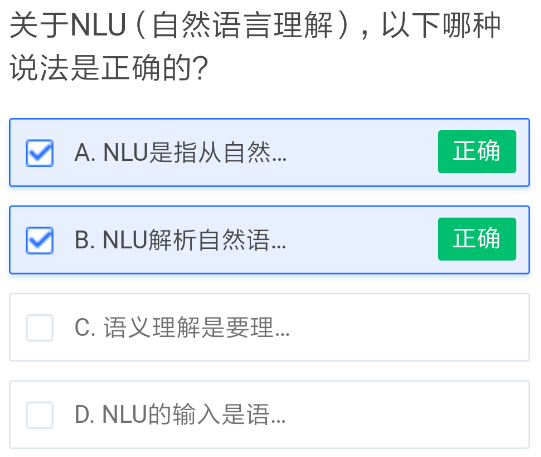 关于NLU（自然语言理解），以下哪种
说法是正确的？
A. NLU是指从自然... 正确
B. NLU解析自然语... 正确
C. 语义理解是要理...
D. NLU的输入是语...